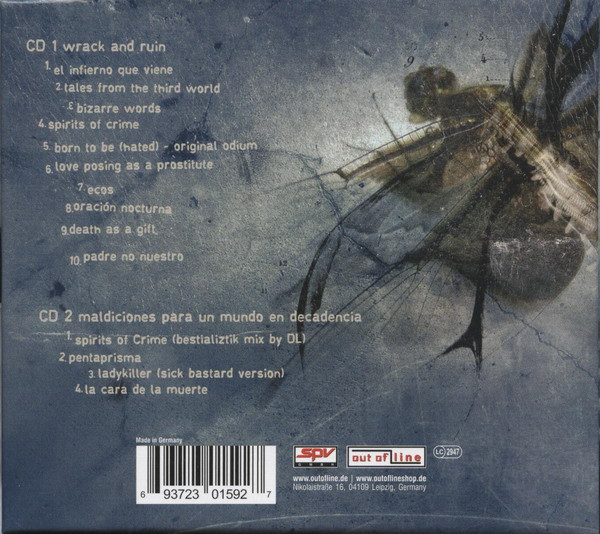 CD 1 wrack and ruin
1. el infierno que viene
2. tales from the third world
3. bizarre words
4. spirits of crime
5. born to be (hated) - original odium
6. love posing as a prostitute
7. ecos
8. oración nocturna
9. death as a gift.
10. padre no nuestro
CD 2 maldiciones para un mundo en decadencia
1. spirits of Crime (bestializtik mix by DL)
2. pentaprisma
3. ladykiller (sick bastard version)
4. la cara de la muerte
Made in Germany
6 93723 01592 7
spv
GMBH
out of line
LC 2947
www.outofline.de | www.outoflineshop.de
Nikolaistraße 16, 04109 Leipzig, Germany